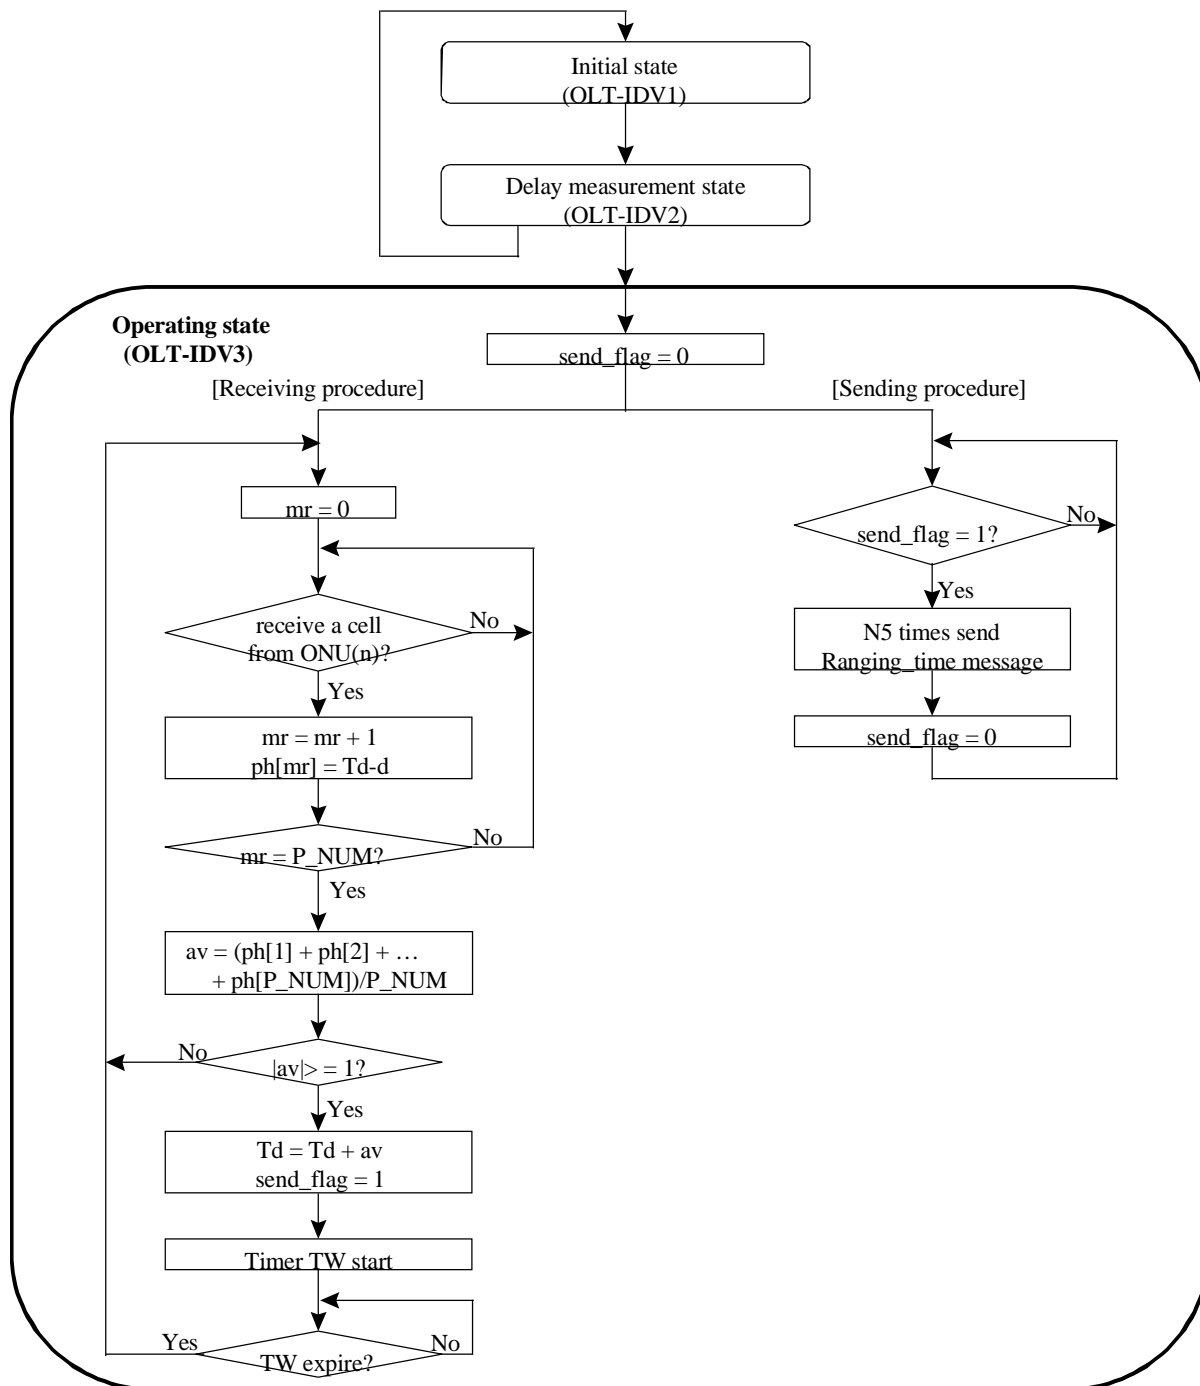 Initial state
(OLT-IDV1)
Delay measurement state
(OLT-IDV2)
Operating state
(OLT-IDV3)
send_flag = 0
[Receiving procedure]
[Sending procedure]
mr = 0
receive a cell
from ONU(n)?
No
Yes
mr = mr + 1
ph[mr] = Td-d
mr = P_NUM?
No
Yes
av = (ph[1] + ph[2] + …
+ ph[P_NUM])/P_NUM
No
|av|> = 1?
Yes
Td = Td + av
send_flag = 1
Timer TW start
Yes
TW expire?
No
send_flag = 1?
No
Yes
N5 times send
Ranging_time message
send_flag = 0